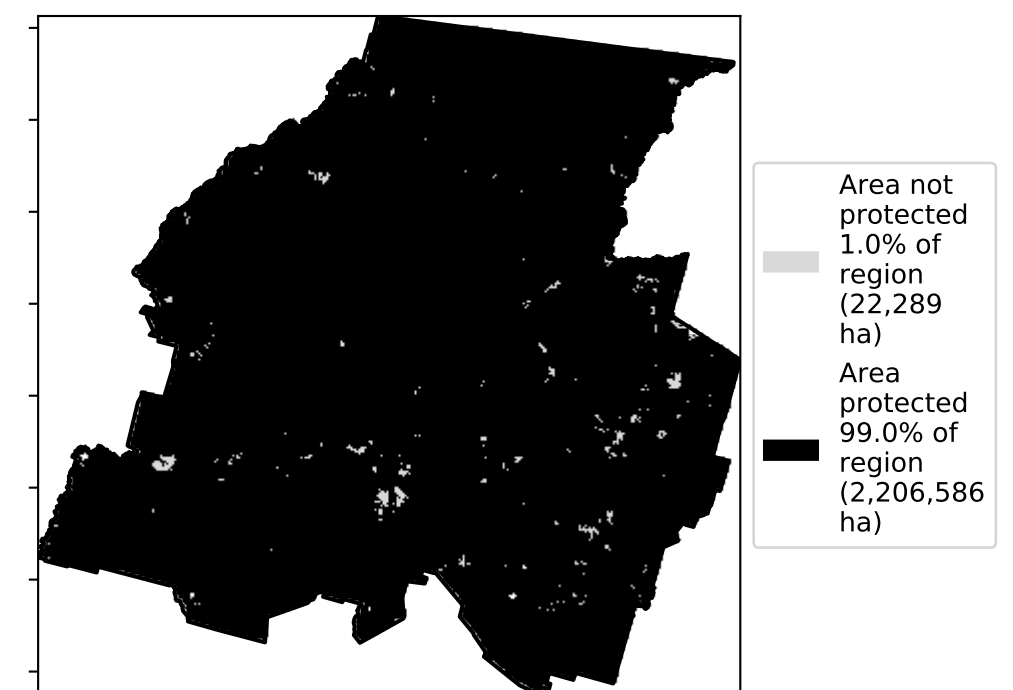 Area not
protected
1.0% of
region
(22,289
ha)
Area
protected
99.0% of
region
(2,206,586
ha)